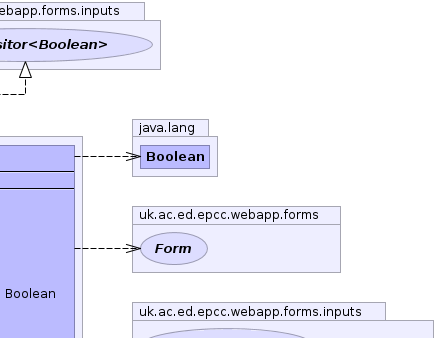 ebapp.forms.inputs
sitor<Boolean>
java.lang
Boolean
uk.ac.ed.epcc.webapp.forms
Form
Boolean
uk.ac.ed.epcc.webapp.forms.inputs